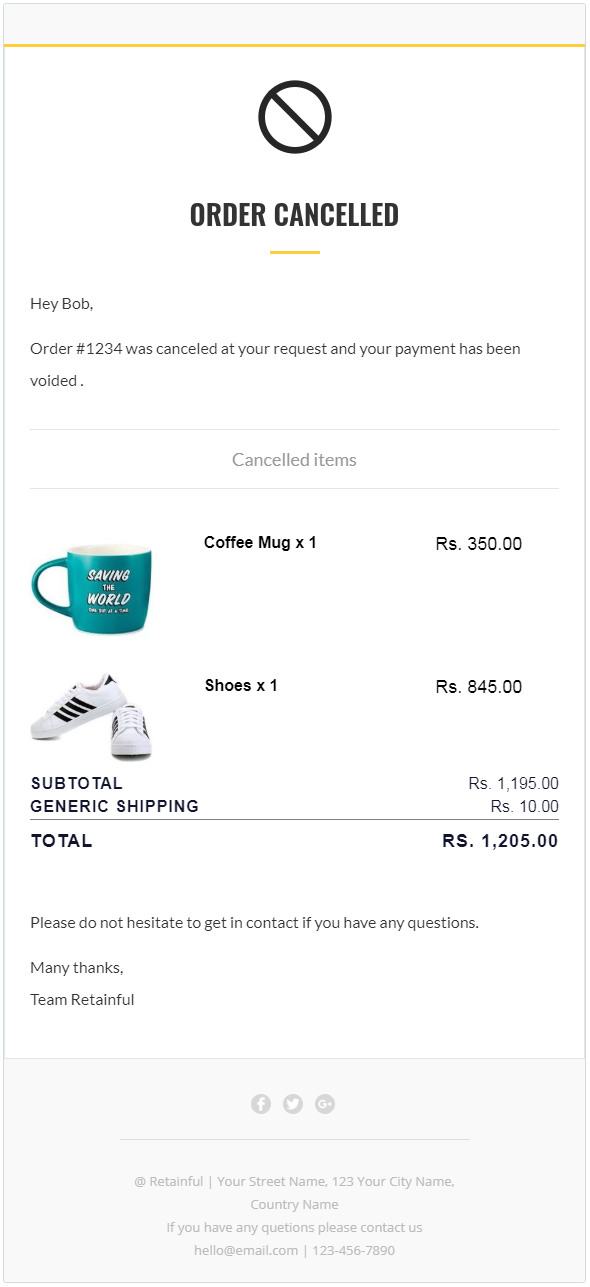 ORDER CANCELLED
Hey Bob,
Order #1234 was canceled at your request and your payment has been
voided .
Cancelled items
Coffee Mug x 1 Rs. 350.00
SAVING
THE
WORLD
ONE SIP AT A TIME
Shoes x 1 Rs. 845.00
SUBTOTAL Rs. 1,195.00
GENERIC SHIPPING Rs. 10.00
TOTAL RS. 1,205.00
Please do not hesitate to get in contact if you have any questions.
Many thanks,
Team Retainful
@ Retainful | Your Street Name, 123 Your City Name,
Country Name
If you have any quetions please contact us
hello@email.com | 123-456-7890